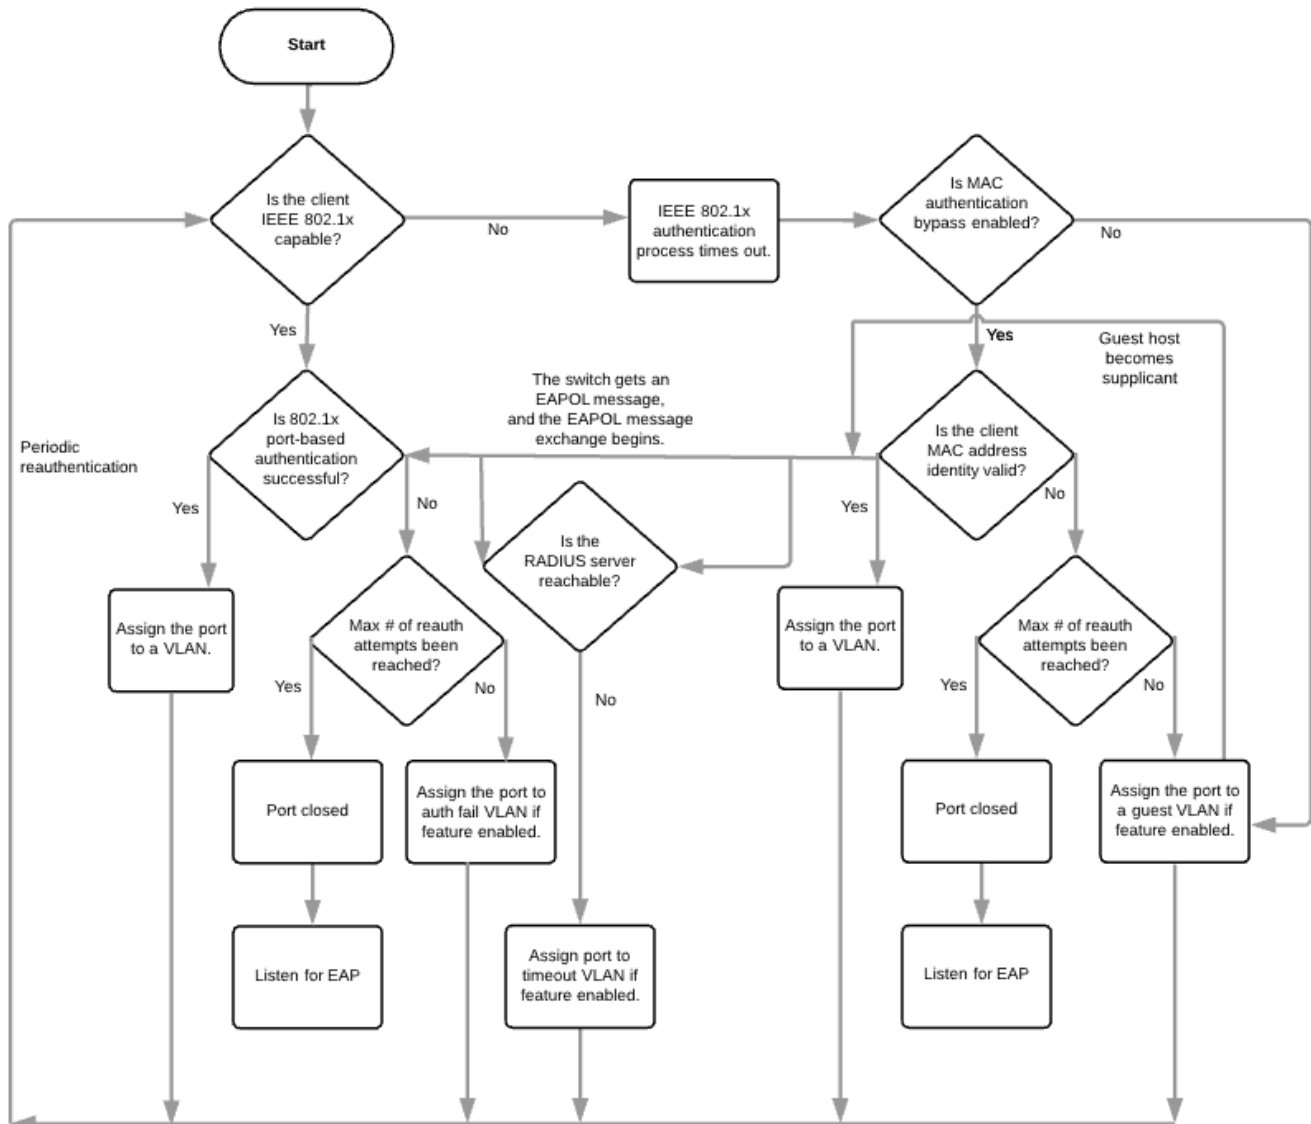 Start
Is the client
IEEE 802.1x
capable?
No
IEEE 802.1x
authentication
process times out.
Is MAC
authentication
bypass enabled?
No
Yes
Yes
Guest host
becomes
supplicant
The switch gets an
EAPOL message,
and the EAPOL message
exchange begins.
Periodic
reauthentication
Is 802.1x
port-based
authentication
successful?
Is the client
MAC address
identity valid?
Yes
No
Yes
No
Is the
RADIUS server
reachable?
Assign the port
to a VLAN.
Max # of reauth
attempts been
reached?
Assign the port
to a VLAN.
Max # of reauth
attempts been
reached?
Yes
No
No
Yes
No
Port closed
Assign the port to
auth fail VLAN if
feature enabled.
Port closed
Assign the port to
a guest VLAN if
feature enabled.
Listen for EAP
Assign port to
timeout VLAN if
feature enabled.
Listen for EAP